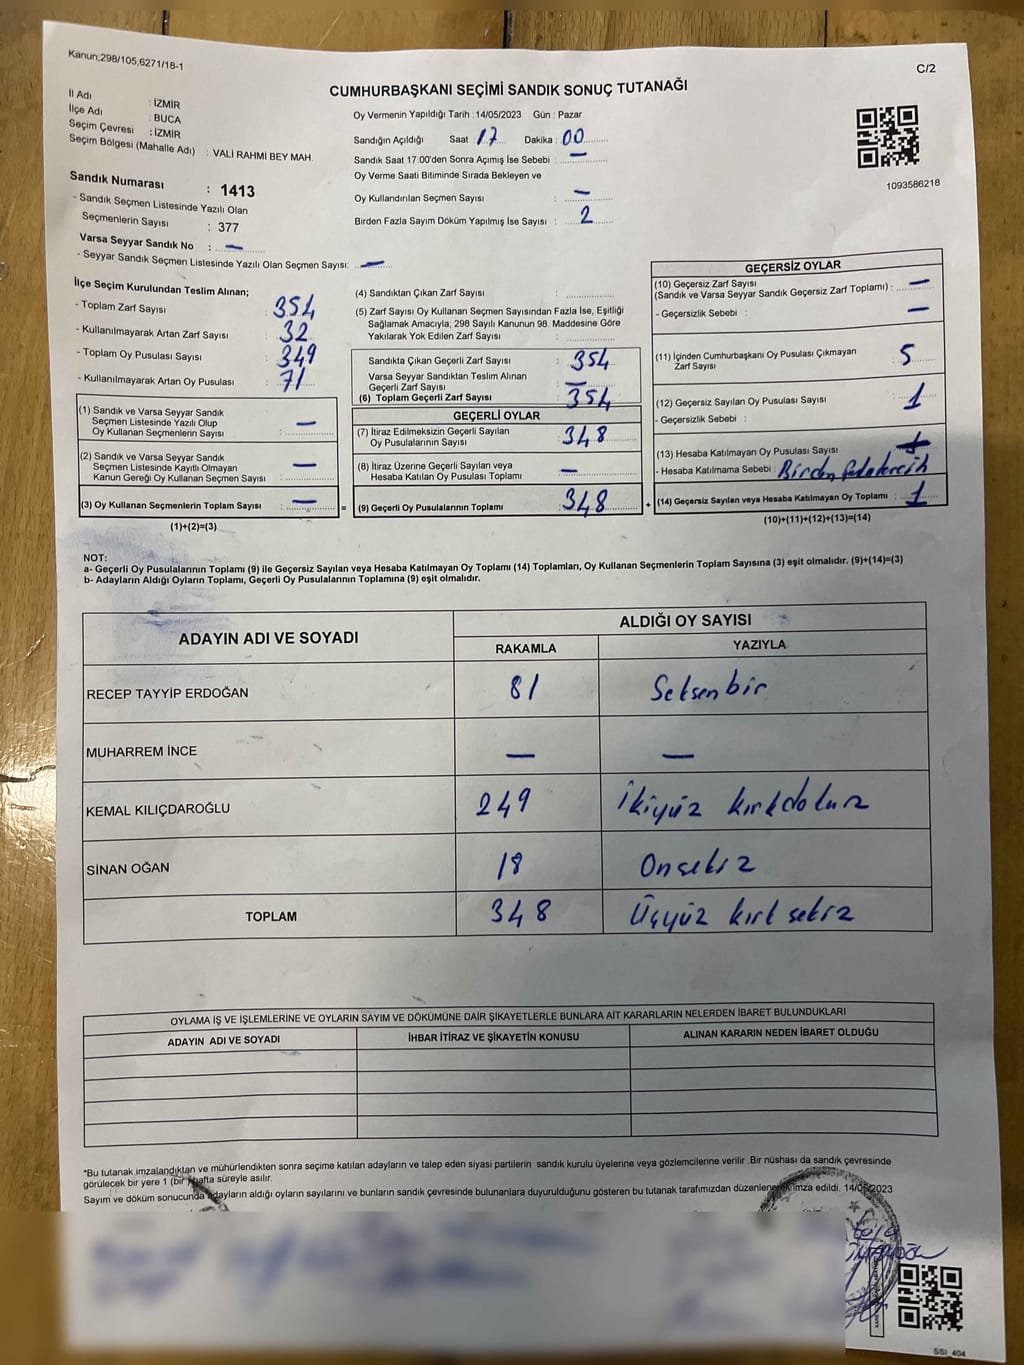 Kanun;298/105,6271/18-1
C/2
CUMHURBAŞKANI SEÇİMİ SANDIK SONUÇ TUTANAĞI
İl Adı : İZMİR
İlçe Adı : BUCA
Seçim Çevresi : İZMİR
Seçim Bölgesi (Mahalle Adı) : VALİ RAHMİ BEY MAH.
Oy Vermenin Yapıldığı Tarih :14/05/2023 Gün : Pazar
Sandığın Açıldığı Saat : 17 Dakika : 00
Sandık Saat 17.00'den Sonra Açımış İse Sebebi : —
Oy Verme Saati Bitiminde Sırada Bekleyen ve
Oy Kullandırılan Seçmen Sayısı : —
Birden Fazla Sayım Döküm Yapılmış İse Sayısı : 2
1093586218
Sandık Numarası : 1413
- Sandık Seçmen Listesinde Yazılı Olan
Seçmenlerin Sayısı : 377
Varsa Seyyar Sandık No : —
- Seyyar Sandık Seçmen Listesinde Yazılı Olan Seçmen Sayısı: —
İlçe Seçim Kurulundan Teslim Alınan;
- Toplam Zarf Sayısı : 354
- Kullanılmayarak Artan Zarf Sayısı : 32
- Toplam Oy Pusulası Sayısı : 349
- Kullanılmayarak Artan Oy Pusulası : 71
(1) Sandık ve Varsa Seyyar Sandık
Seçmen Listesinde Yazılı Olup
Oy Kullanan Seçmenlerin Sayısı : —
(2) Sandık ve Varsa Seyyar Sandık
Seçmen Listesinde Kayıtlı Olmayan
Kanun Gereği Oy Kullanan Seçmen Sayısı : —
(3) Oy Kullanan Seçmenlerin Toplam Sayısı : — =
(1)+(2)=(3)
(4) Sandıktan Çıkan Zarf Sayısı :
(5) Zarf Sayısı Oy Kullanan Seçmen Sayısından Fazla İse, Eşitliği
Sağlamak Amacıyla, 298 Sayılı Kanunun 98. Maddesine Göre
Yakılarak Yok Edilen Zarf Sayısı :
Sandıkta Çıkan Geçerli Zarf Sayısı : 354
Varsa Seyyar Sandıktan Teslim Alınan
Geçerli Zarf Sayısı : —
(6) Toplam Geçerli Zarf Sayısı : 354
GEÇERLİ OYLAR
(7) İtiraz Edilmeksizin Geçerli Sayılan
Oy Pusulalarının Sayısı : 348
(8) İtiraz Üzerine Geçerli Sayılan veya
Hesaba Katılan Oy Pusulası Toplamı : —
(9) Geçerli Oy Pusulalarının Toplamı : 348 +
GEÇERSİZ OYLAR
(10) Geçersiz Zarf Sayısı
(Sandık ve Varsa Seyyar Sandık Geçersiz Zarf Toplamı) : —
- Geçersizlik Sebebi : —
(11) İçinden Cumhurbaşkanı Oy Pusulası Çıkmayan
Zarf Sayısı : 5
(12) Geçersiz Sayılan Oy Pusulası Sayısı : 1
- Geçersizlik Sebebi :
(13) Hesaba Katılmayan Oy Pusulası Sayısı :
- Hesaba Katılmama Sebebi :
(14) Geçersiz Sayılan veya Hesaba Katılmayan Oy Toplamı : 1
(10)+(11)+(12)+(13)=(14)
NOT:
a- Geçerli Oy Pusulalarının Toplamı (9) ile Geçersiz Sayılan veya Hesaba Katılmayan Oy Toplamı (14) Toplamları, Oy Kullanan Seçmenlerin Toplam Sayısına (3) eşit olmalıdır. (9)+(14)=(3)
b- Adayların Aldığı Oyların Toplamı, Geçerli Oy Pusulalarının Toplamına (9) eşit olmalıdır.
ADAYIN ADI VE SOYADI
ALDIĞI OY SAYISI
RAKAMLA YAZIYLA
RECEP TAYYİP ERDOĞAN 81 Seksenbir
MUHARREM İNCE — —
KEMAL KILIÇDAROĞLU 249 İkiyüz kırkdokuz
SİNAN OĞAN 18 Onsekiz
TOPLAM 348 Üçyüz kırk sekiz
OYLAMA İŞ VE İŞLEMLERİNE VE OYLARIN SAYIM VE DÖKÜMÜNE DAİR ŞİKAYETLERLE BUNLARA AİT KARARLARIN NELERDEN İBARET BULUNDUKLARI
ADAYIN ADI VE SOYADI İHBAR İTİRAZ VE ŞİKAYETİN KONUSU ALINAN KARARIN NEDEN İBARET OLDUĞU
*Bu tutanak imzalandıktan ve mühürlendikten sonra seçime katılan adayların ve talep eden siyasi partilerin sandık kurulu üyelerine veya gözlemcilerine verilir .Bir nüshası da sandık çevresinde
görülecek bir yere 1 (bir) hafta süreyle asılır.
Sayım ve döküm sonucunda adayların aldığı oyların sayılarını ve bunların sandık çevresinde bulunanlara duyurulduğunu gösteren bu tutanak tarafımızdan düzenlenerek imza edildi. 14/05/2023
SSI_404